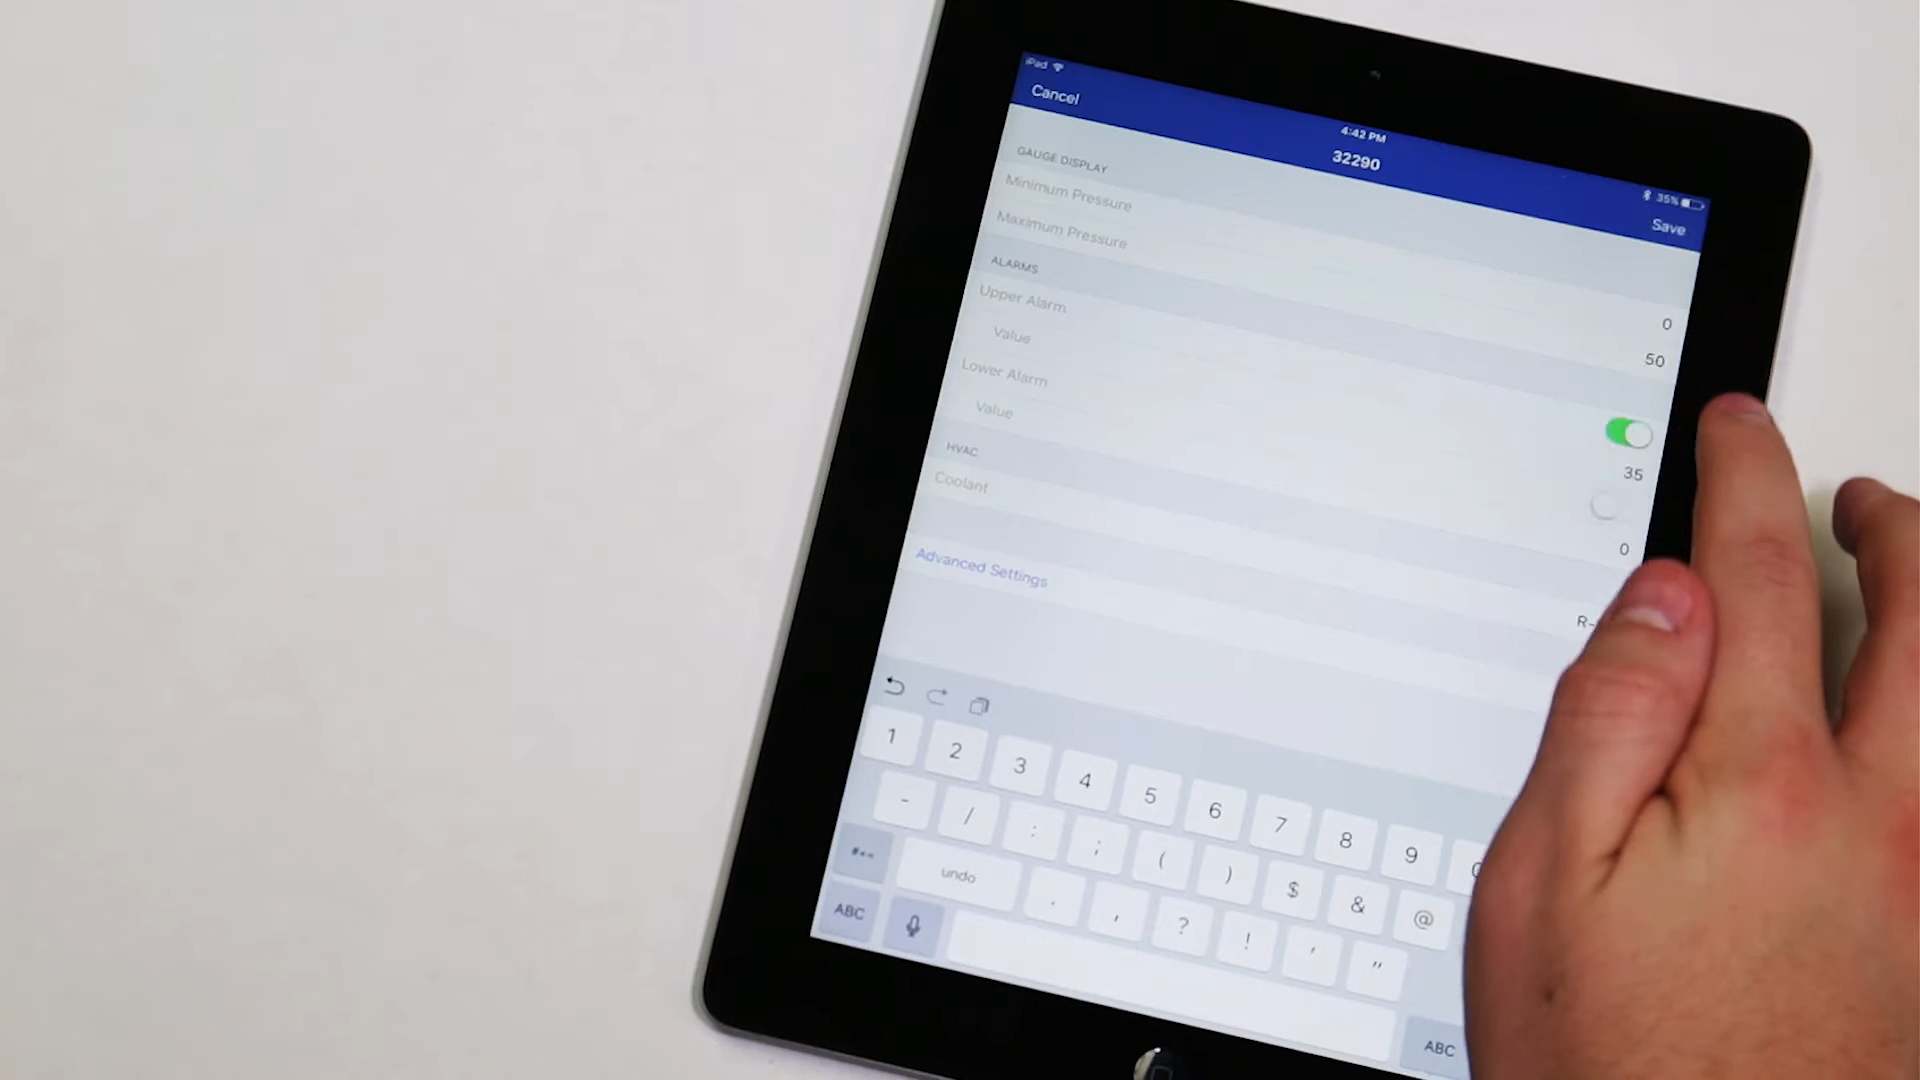 iPad
4:42 PM
35%
Cancel
32290
Save
GAUGE DISPLAY
Minimum Pressure 0
Maximum Pressure 50
ALARMS
Upper Alarm
Value 35
Lower Alarm
Value 0
HVAC
Coolant R-
Advanced Settings
1 2 3 4 5 6 7 8 9
- / : ; ( ) $ & @
#+= undo . , ? ! ' "
ABC ABC